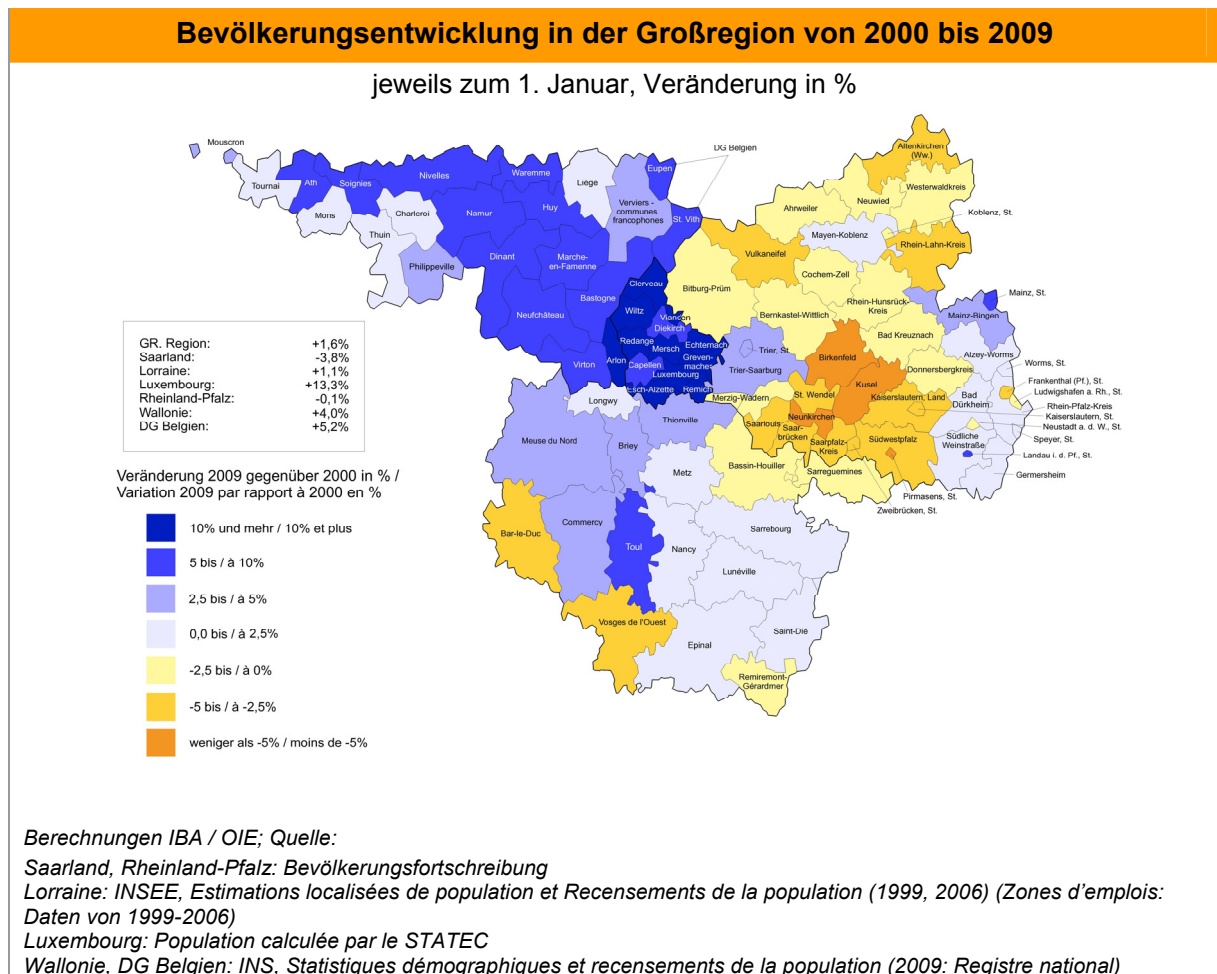 Bevölkerungsentwicklung in der Großregion von 2000 bis 2009
jeweils zum 1. Januar, Veränderung in %
Mouscron
Tournai
Ath
Soignies
Mons
Nivelles
Charleroi
Thuin
Philippeville
Namur
Waremme
Huy
Liège
Verviers - communes francophones
Eupen
DG Belgien
St. Vith
Dinant
Marche-en-Famenne
Bastogne
Neufchâteau
Virton
Arlon
Clerveau
Wiltz
Vianden
Diekirch
Redange
Mersch
Echternach
Greven-macher
Capellen
Luxembourg
Esch-Alzette
Remich
Altenkirchen (Ww.)
Westerwaldkreis
Neuwied
Ahrweiler
Koblenz, St.
Mayen-Koblenz
Rhein-Lahn-Kreis
Vulkaneifel
Cochem-Zell
Bitburg-Prüm
Rhein-Hunsrück-Kreis
Bernkastel-Wittlich
Mainz, St.
Mainz-Bingen
Bad Kreuznach
Alzey-Worms
Trier, St.
Trier-Saarburg
Birkenfeld
Kusel
Donnersbergkreis
Worms, St.
Frankenthal (Pf.), St.
Ludwigshafen a. Rh., St.
Rhein-Pfalz-Kreis
Kaiserslautern, St.
Neustadt a. d. W., St.
Speyer, St.
Landau i. d. Pf., St.
Germersheim
Bad Dürkheim
Kaiserslautern, Land
Südliche Weinstraße
Südwestpfalz
Pirmasens, St.
Zweibrücken, St.
Merzig-Wadern
St. Wendel
Neunkirchen
Saarlouis
Saar-brücken
Saarpfalz-Kreis
Longwy
Thionville
Meuse du Nord
Briey
Metz
Bassin-Houiller
Sarreguemines
Bar-le-Duc
Commercy
Toul
Nancy
Sarrebourg
Lunéville
Vosges de l'Ouest
Epinal
Saint-Dié
Remiremont-Gérardmer
GR. Region: +1,6%
Saarland: -3,8%
Lorraine: +1,1%
Luxembourg: +13,3%
Rheinland-Pfalz: -0,1%
Wallonie: +4,0%
DG Belgien: +5,2%
Veränderung 2009 gegenüber 2000 in % /
Variation 2009 par rapport à 2000 en %
10% und mehr / 10% et plus
5 bis / à 10%
2,5 bis / à 5%
0,0 bis / à 2,5%
-2,5 bis / à 0%
-5 bis / à -2,5%
weniger als -5% / moins de -5%
Berechnungen IBA / OIE; Quelle:
Saarland, Rheinland-Pfalz: Bevölkerungsfortschreibung
Lorraine: INSEE, Estimations localisées de population et Recensements de la population (1999, 2006) (Zones d'emplois:
Daten von 1999-2006)
Luxembourg: Population calculée par le STATEC
Wallonie, DG Belgien: INS, Statistiques démographiques et recensements de la population (2009: Registre national)